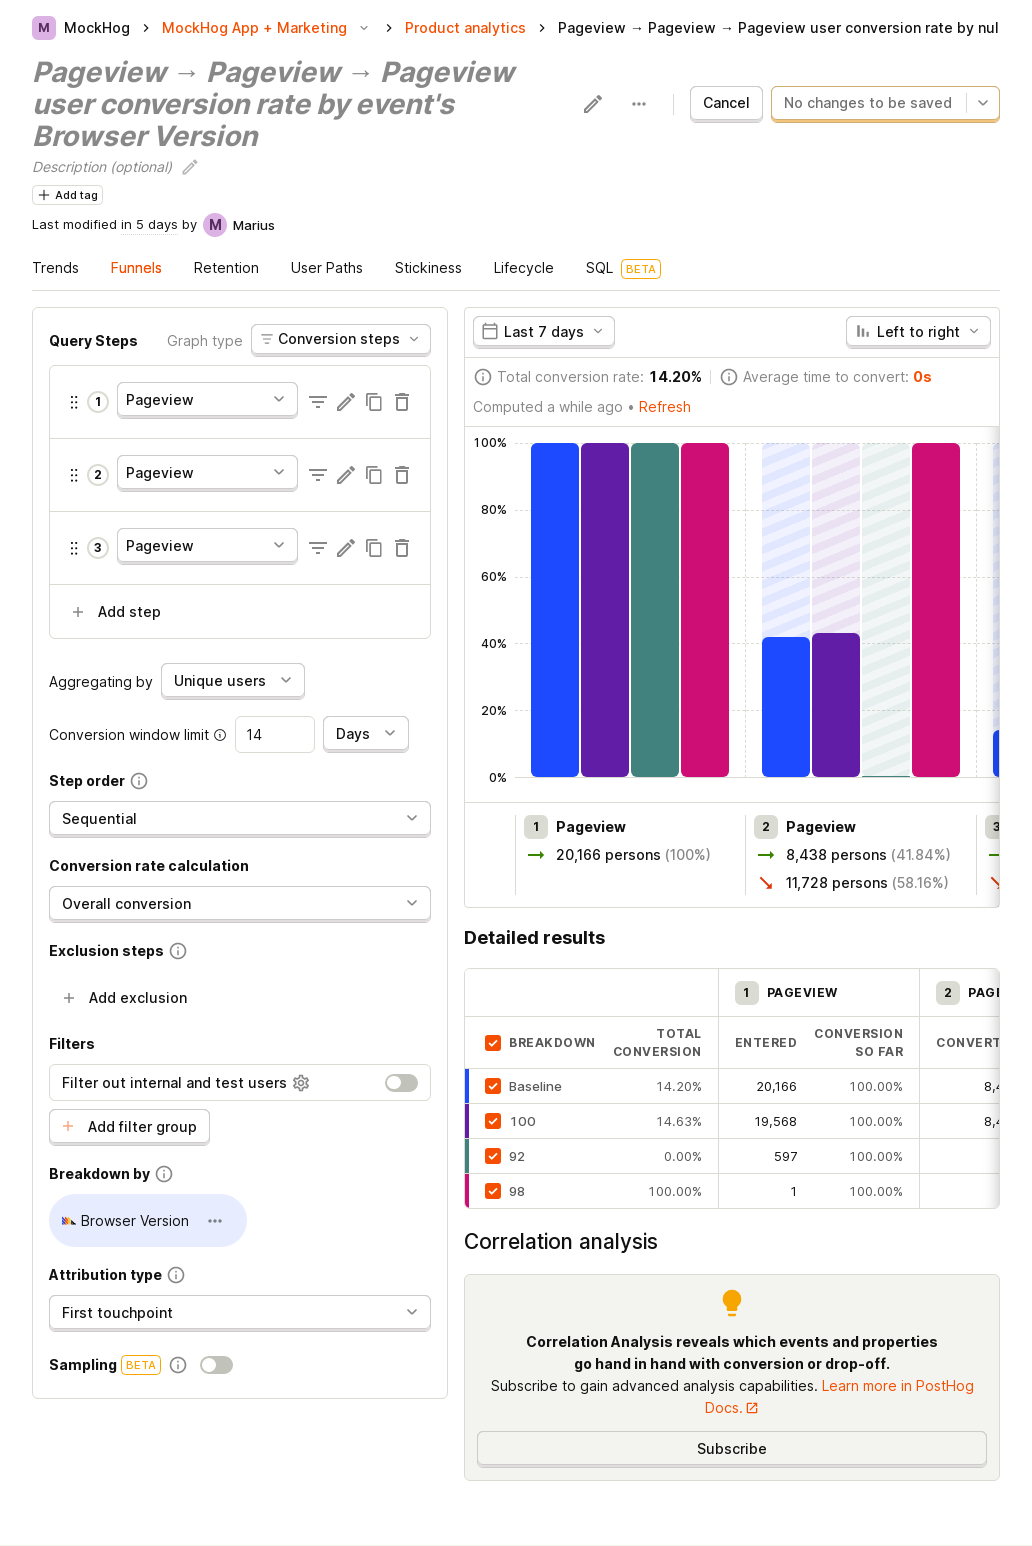 M MockHog > MockHog App + Marketing > Product analytics > Pageview → Pageview → Pageview user conversion rate by nul
Pageview → Pageview → Pageview
user conversion rate by event's
Browser Version
Cancel
No changes to be saved
Description (optional)
Add tag
Last modified in 5 days by M Marius
Trends Funnels Retention User Paths Stickiness Lifecycle SQL BETA
Query Steps Graph type Conversion steps
1 Pageview
2 Pageview
3 Pageview
Add step
Aggregating by Unique users
Conversion window limit 14 Days
Step order
Sequential
Conversion rate calculation
Overall conversion
Exclusion steps
Add exclusion
Filters
Filter out internal and test users
Add filter group
Breakdown by
Browser Version
Attribution type
First touchpoint
Sampling BETA
Last 7 days Left to right
Total conversion rate: 14.20% Average time to convert: 0s
Computed a while ago • Refresh
100%
80%
60%
40%
20%
0%
1 Pageview
20,166 persons (100%)
2 Pageview
8,438 persons (41.84%)
11,728 persons (58.16%)
3
Detailed results
1 PAGEVIEW 2 PAGI
BREAKDOWN TOTAL CONVERSION ENTERED CONVERSION SO FAR CONVERT
Baseline 14.20% 20,166 100.00% 8,4
100 14.63% 19,568 100.00% 8,4
92 0.00% 597 100.00%
98 100.00% 1 100.00%
Correlation analysis
Correlation Analysis reveals which events and properties
go hand in hand with conversion or drop-off.
Subscribe to gain advanced analysis capabilities. Learn more in PostHog
Docs.
Subscribe